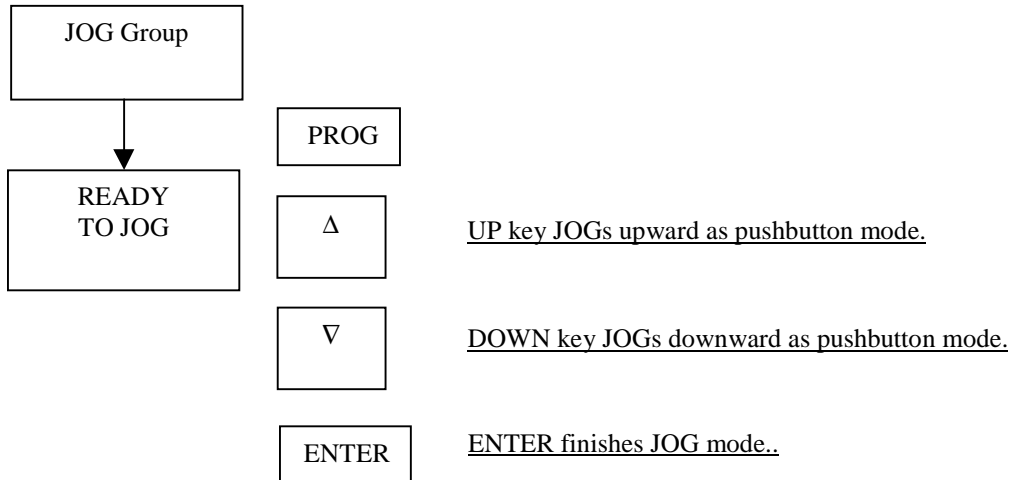 JOG Group
PROG
READY
TO JOG
Δ
UP key JOGs upward as pushbutton mode.
∇
DOWN key JOGs downward as pushbutton mode.
ENTER
ENTER finishes JOG mode..